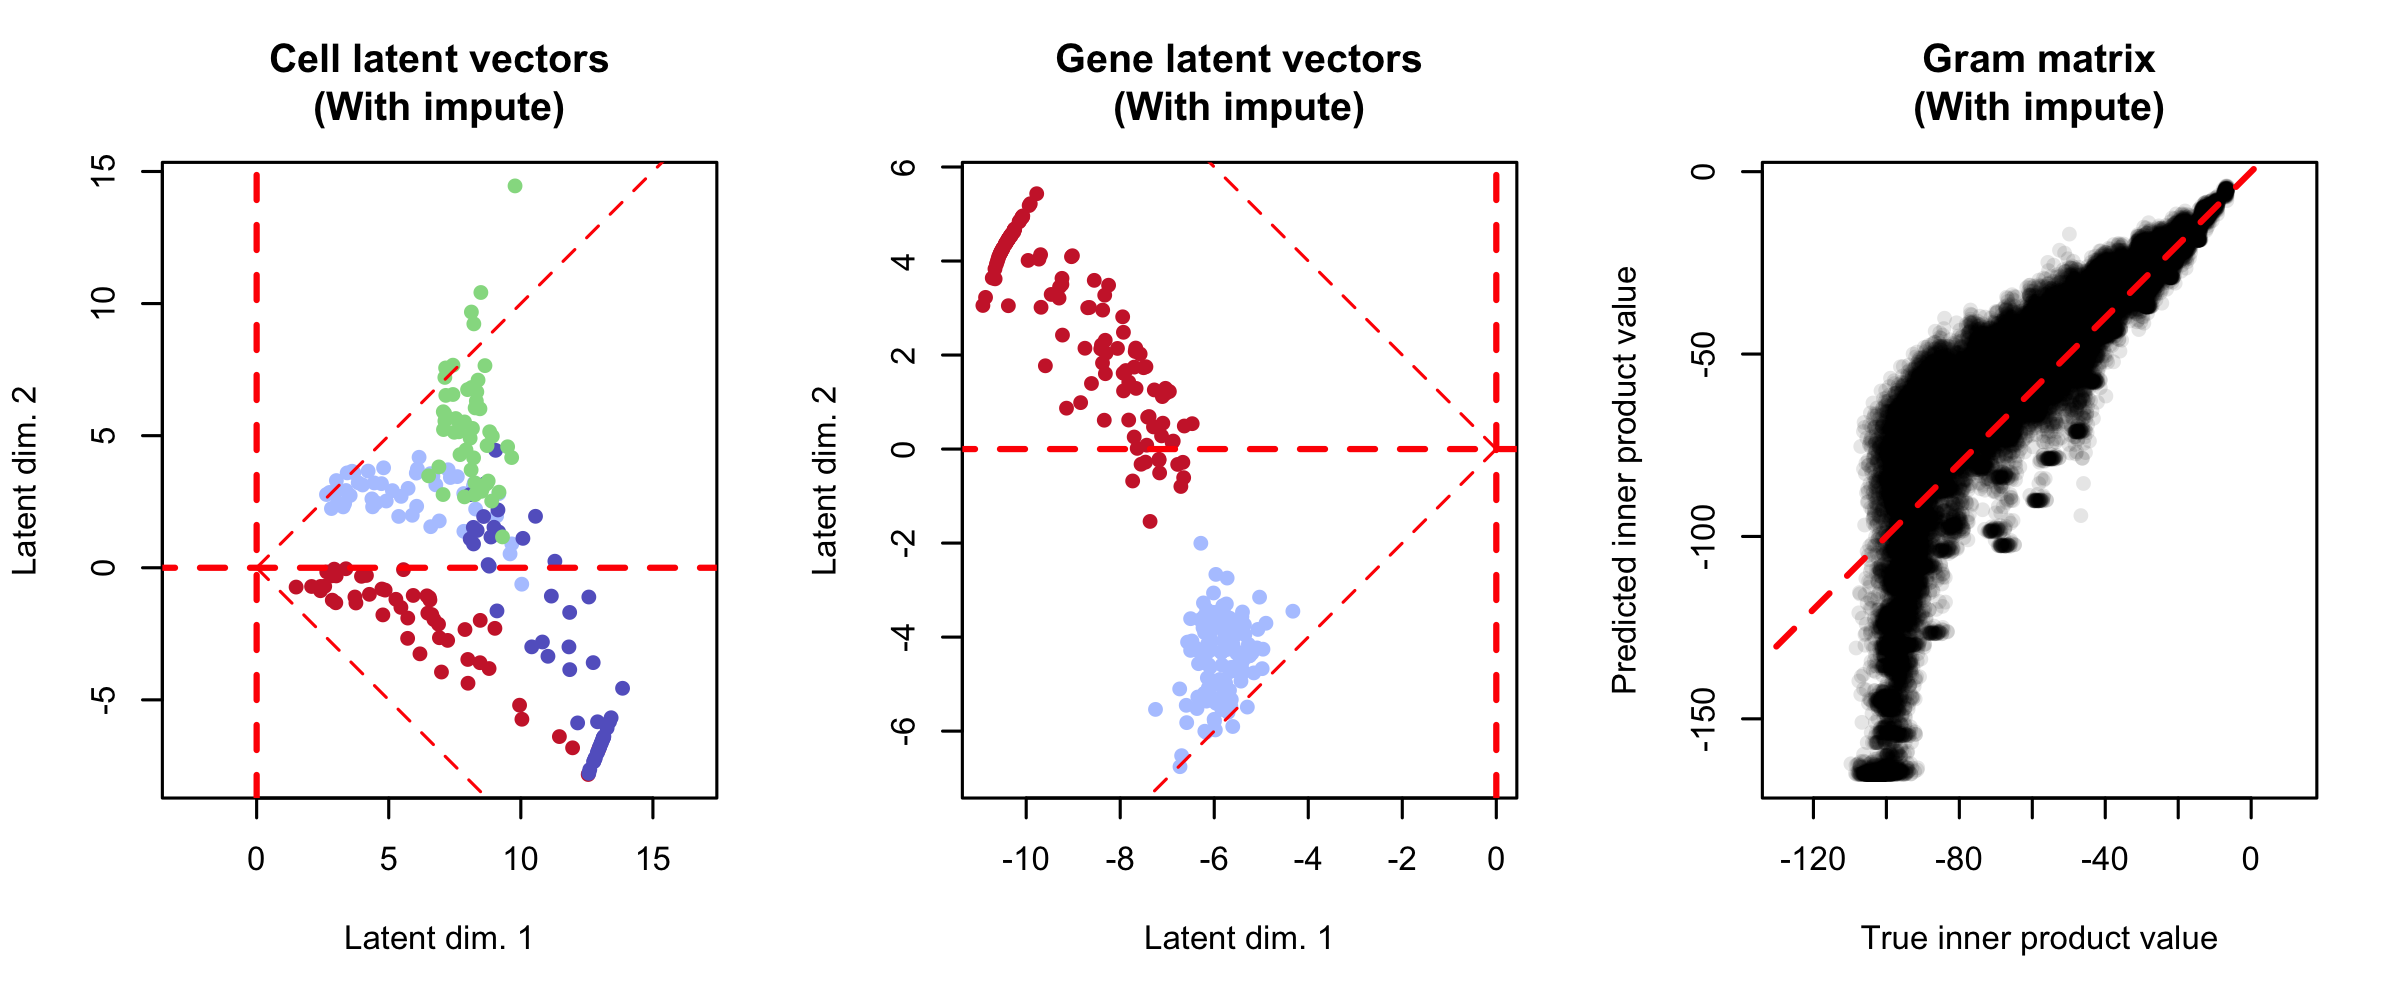 Cell latent vectors
(With impute)
Latent dim. 2
15
10
5
0
-5
0 5 10 15
Latent dim. 1
Gene latent vectors
(With impute)
Latent dim. 2
6
4
2
0
-2
-4
-6
-10 -8 -6 -4 -2 0
Latent dim. 1
Gram matrix
(With impute)
Predicted inner product value
0
-50
-100
-150
-120 -80 -40 0
True inner product value